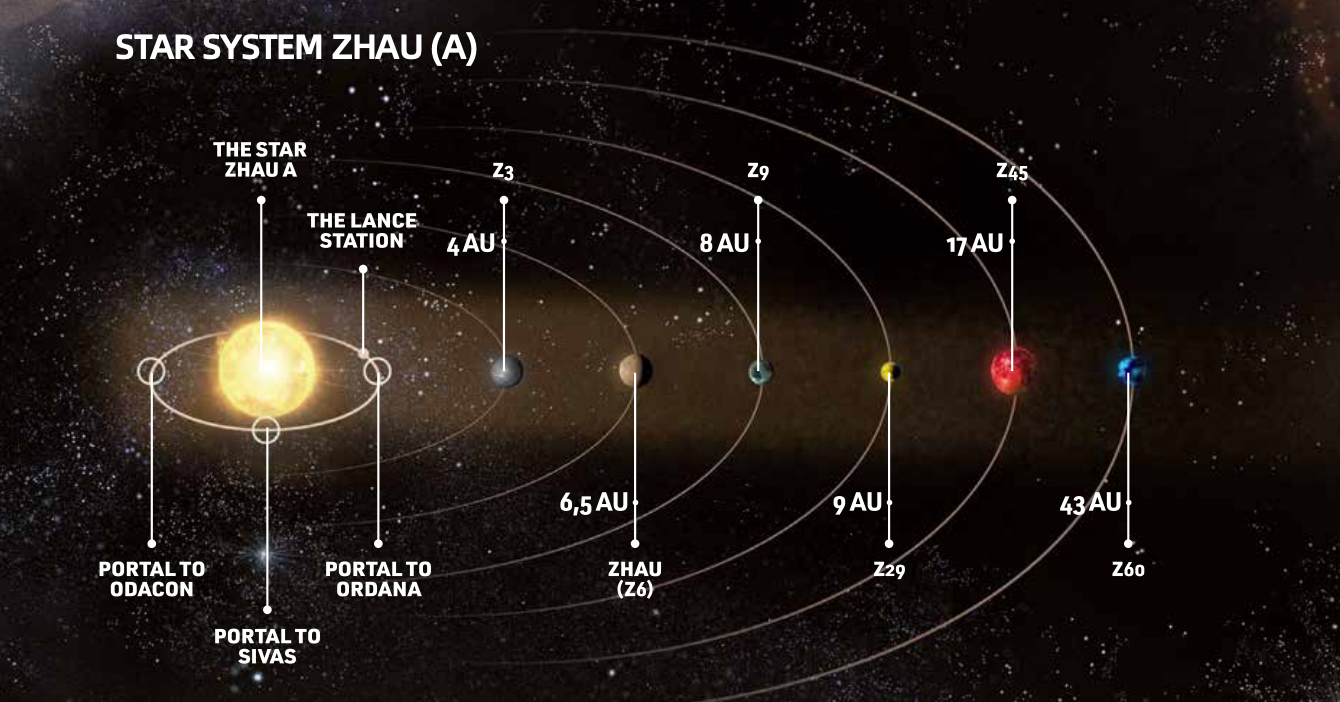 STAR SYSTEM ZHAU (A)
THE STAR
ZHAU A
THE LANCE
STATION
Z3
4 AU
Z9
8 AU
Z45
17 AU
6,5 AU
ZHAU
(Z6)
9 AU
Z29
43 AU
Z60
PORTAL TO
ODACON
PORTAL TO
SIVAS
PORTAL TO
ORDANA